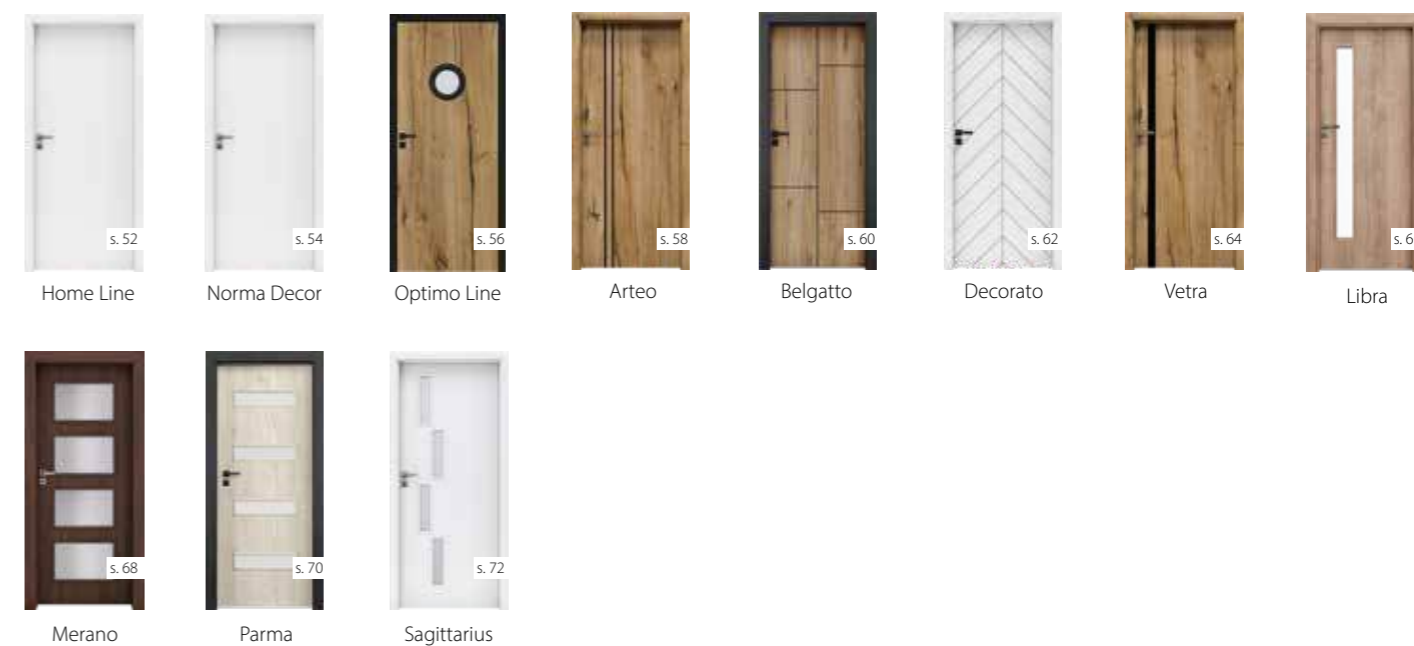 s. 52
s. 54
s. 56
s. 58
s. 60
s. 62
s. 64
s. 6
Home Line
Norma Decor
Optimo Line
Arteo
Belgatto
Decorato
Vetra
Libra
s. 68
s. 70
s. 72
Merano
Parma
Sagittarius